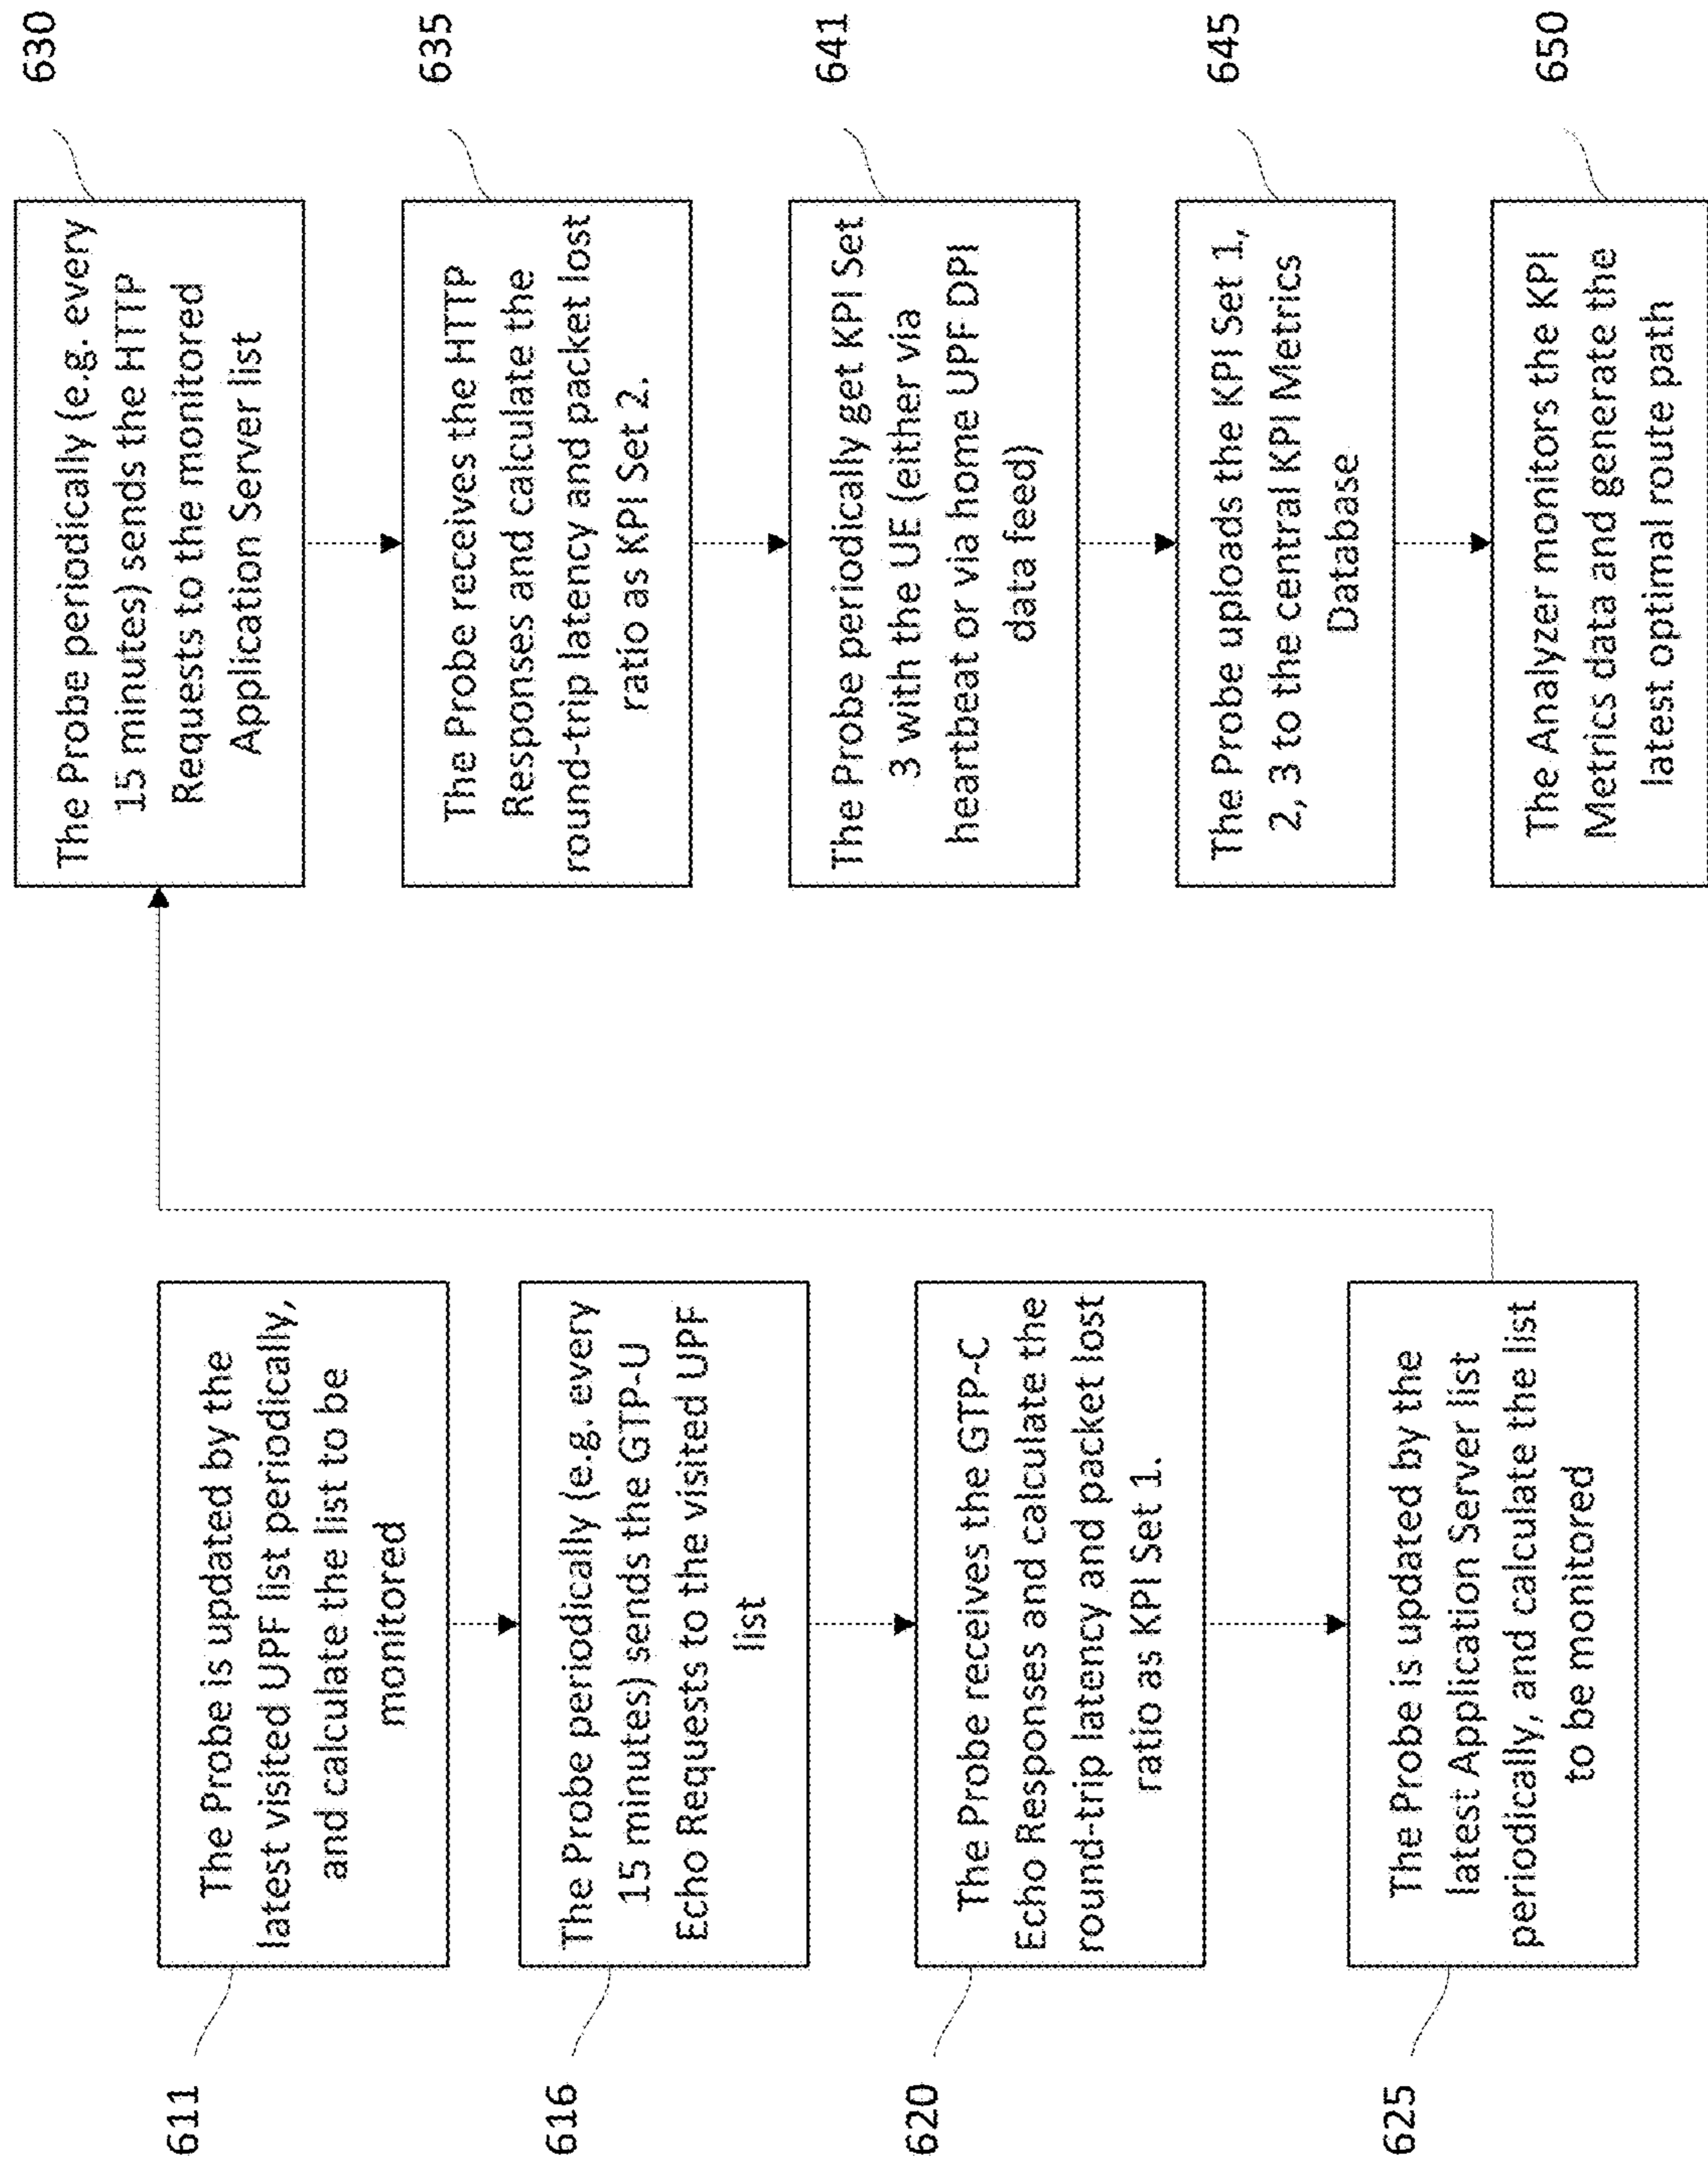 611
The Probe is updated by the
latest visited UPF list periodically,
and calculate the list to be
monitored
616
The Probe periodically (e.g. every
15 minutes) sends the GTP-U
Echo Requests to the visited UPF
list
620
The Probe receives the GTP-C
Echo Responses and calculate the
round-trip latency and packet lost
ratio as KPI Set 1.
625
The Probe is updated by the
latest Application Server list
periodically, and calculate the list
to be monitored
630
The Probe periodically (e.g. every
15 minutes) sends the HTTP
Requests to the monitored
Application Server list
635
The Probe receives the HTTP
Responses and calculate the
round-trip latency and packet lost
ratio as KPI Set 2.
641
The Probe periodically get KPI Set
3 with the UE (either via
heartbeat or via home UPF DPI
data feed)
645
The Probe uploads the KPI Set 1,
2, 3 to the central KPI Metrics
Database
650
The Analyzer monitors the KPI
Metrics data and generate the
latest optimal route path